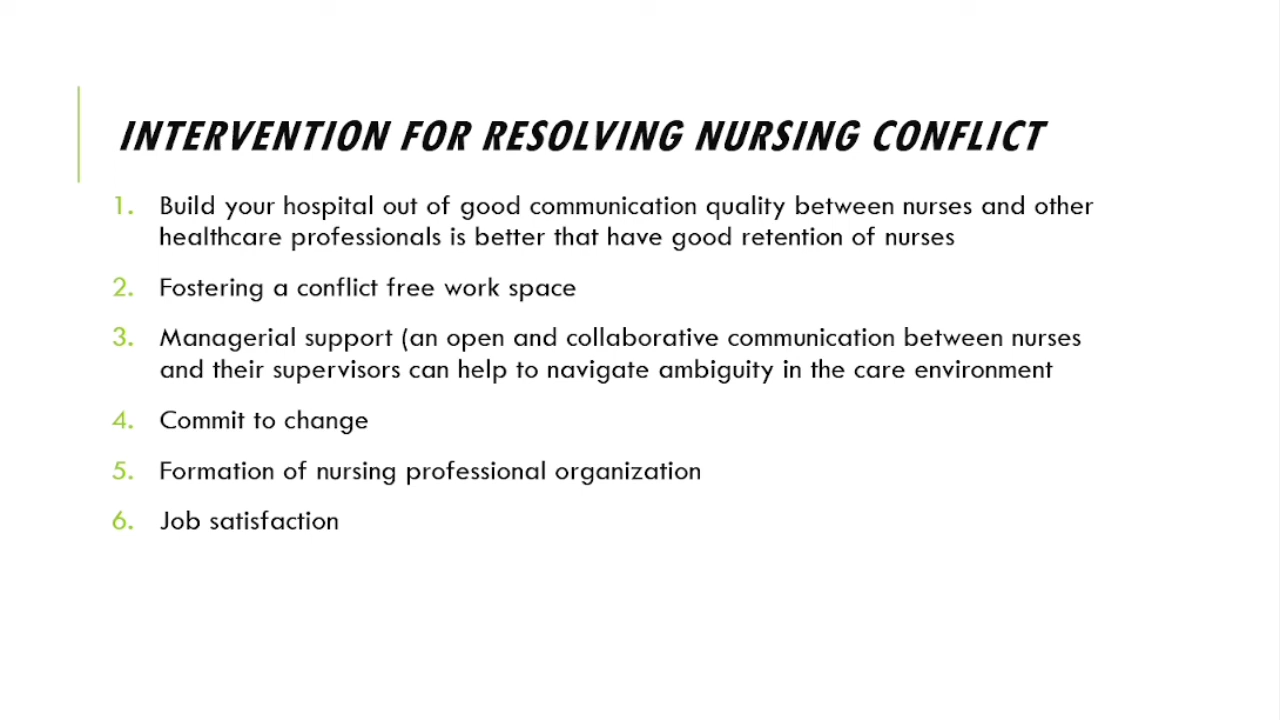 INTERVENTION FOR RESOLVING NURSING CONFLICT
1. Build your hospital out of good communication quality between nurses and other
healthcare professionals is better that have good retention of nurses
2. Fostering a conflict free work space
3. Managerial support (an open and collaborative communication between nurses
and their supervisors can help to navigate ambiguity in the care environment
4. Commit to change
5. Formation of nursing professional organization
6. Job satisfaction